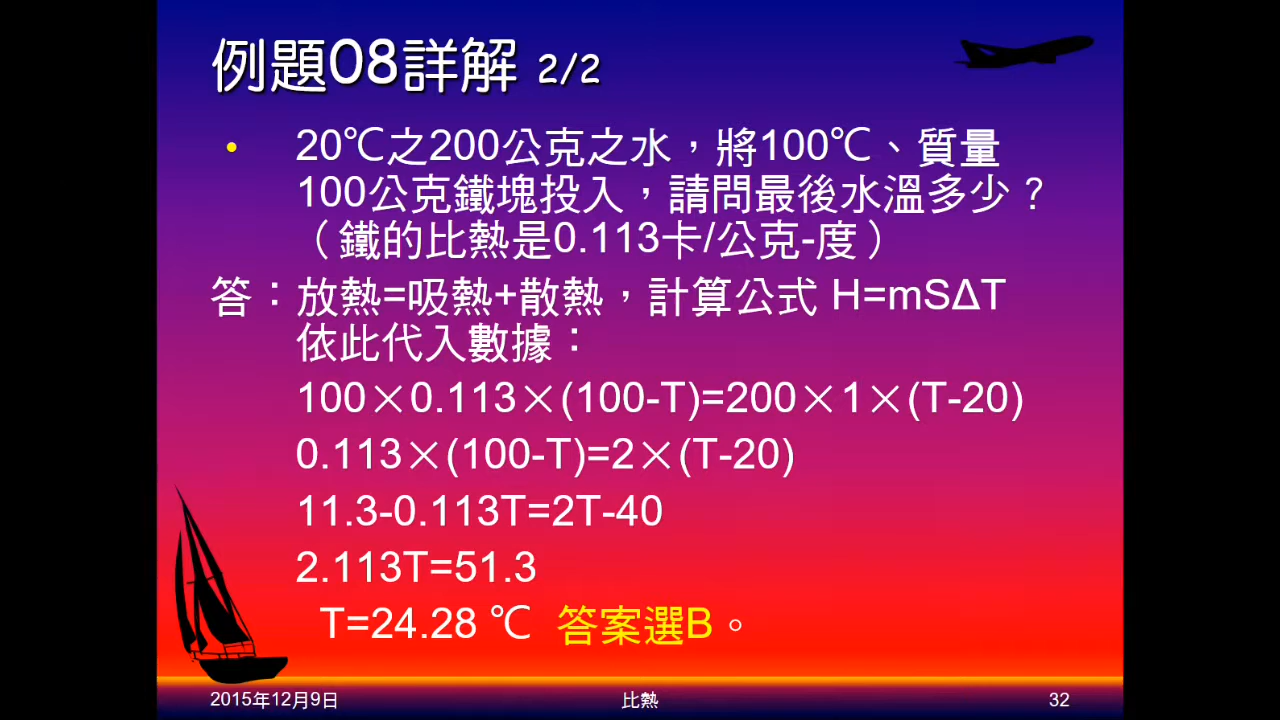 例題08詳解 2/2
• 20℃之200公克之水，將100℃、質量
100公克鐵塊投入，請問最後水溫多少？
（鐵的比熱是0.113卡/公克-度）
答：放熱=吸熱+散熱，計算公式 H=mSΔT
依此代入數據：
100×0.113×(100-T)=200×1×(T-20)
0.113×(100-T)=2×(T-20)
11.3-0.113T=2T-40
2.113T=51.3
T=24.28 ℃ 答案選B。
2015年12月9日 比熱 32